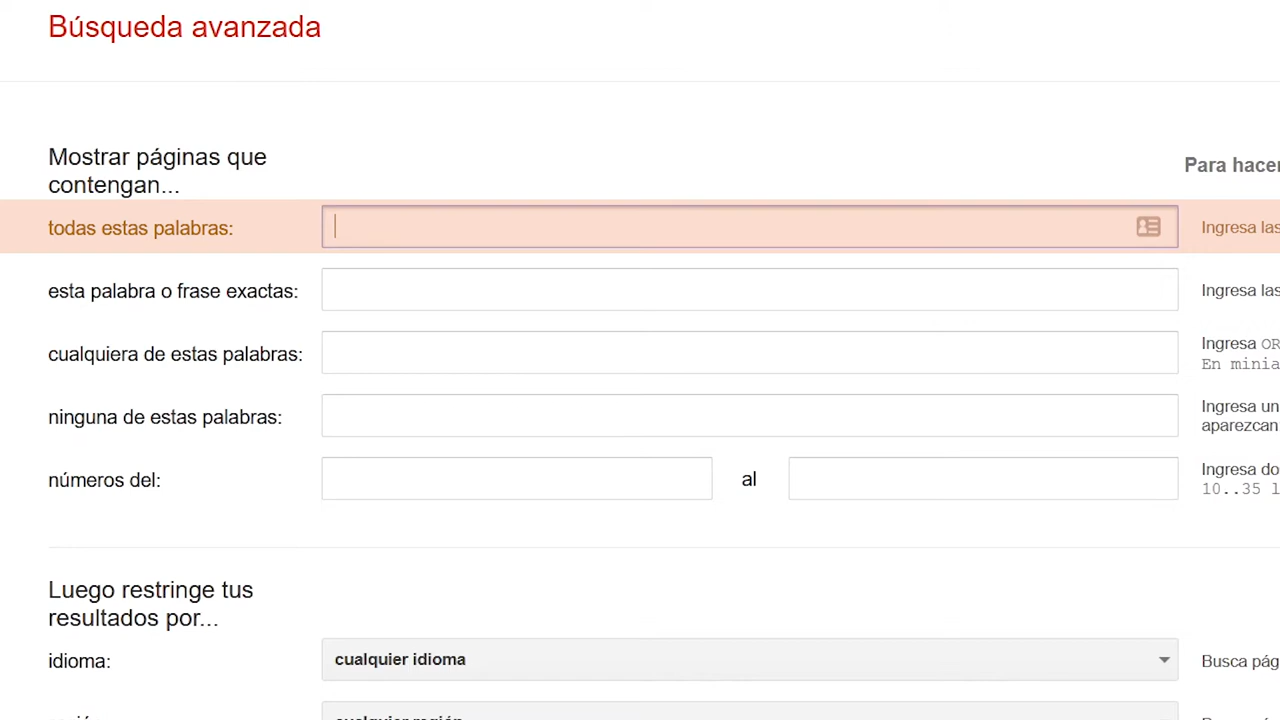 Búsqueda avanzada
Mostrar páginas que
contengan...
Para hacer
todas estas palabras:
Ingresa las
esta palabra o frase exactas:
Ingresa las
cualquiera de estas palabras:
Ingresa OR
En minia
ninguna de estas palabras:
Ingresa un
aparezcan
números del:
al
Ingresa do
10..35 l
Luego restringe tus
resultados por...
idioma:
cualquier idioma
Busca pág
cualquier región